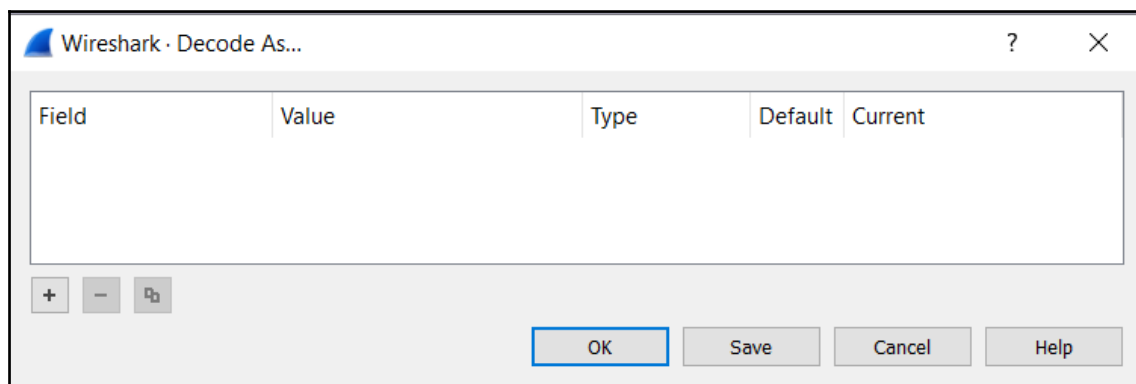 Wireshark · Decode As...
?
Field Value Type Default Current
+ −
OK Save Cancel Help